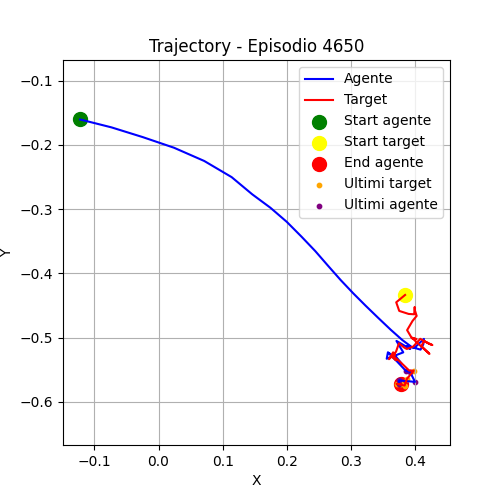 Trajectory - Episodio 4650
Agente
Target
Start agente
Start target
End agente
Ultimi target
Ultimi agente
Y
−0.1
−0.2
−0.3
−0.4
−0.5
−0.6
−0.1 0.0 0.1 0.2 0.3 0.4
X